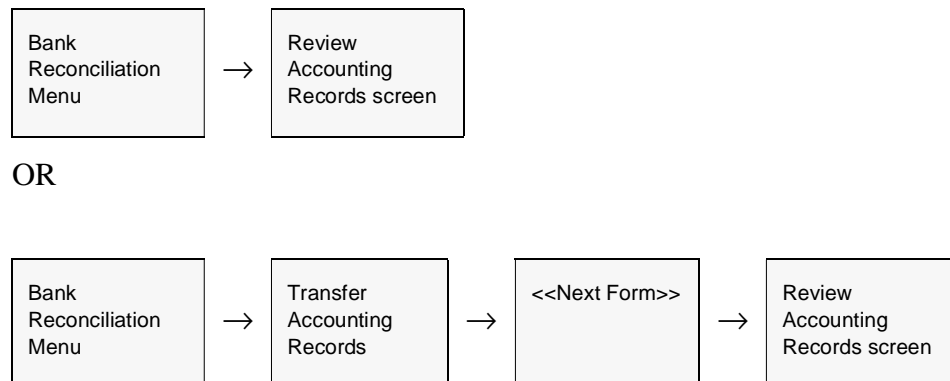 Bank
Reconciliation
Menu
→
Review
Accounting
Records screen
OR
Bank
Reconciliation
Menu
→
Transfer
Accounting
Records
→
<<Next Form>>
→
Review
Accounting
Records screen